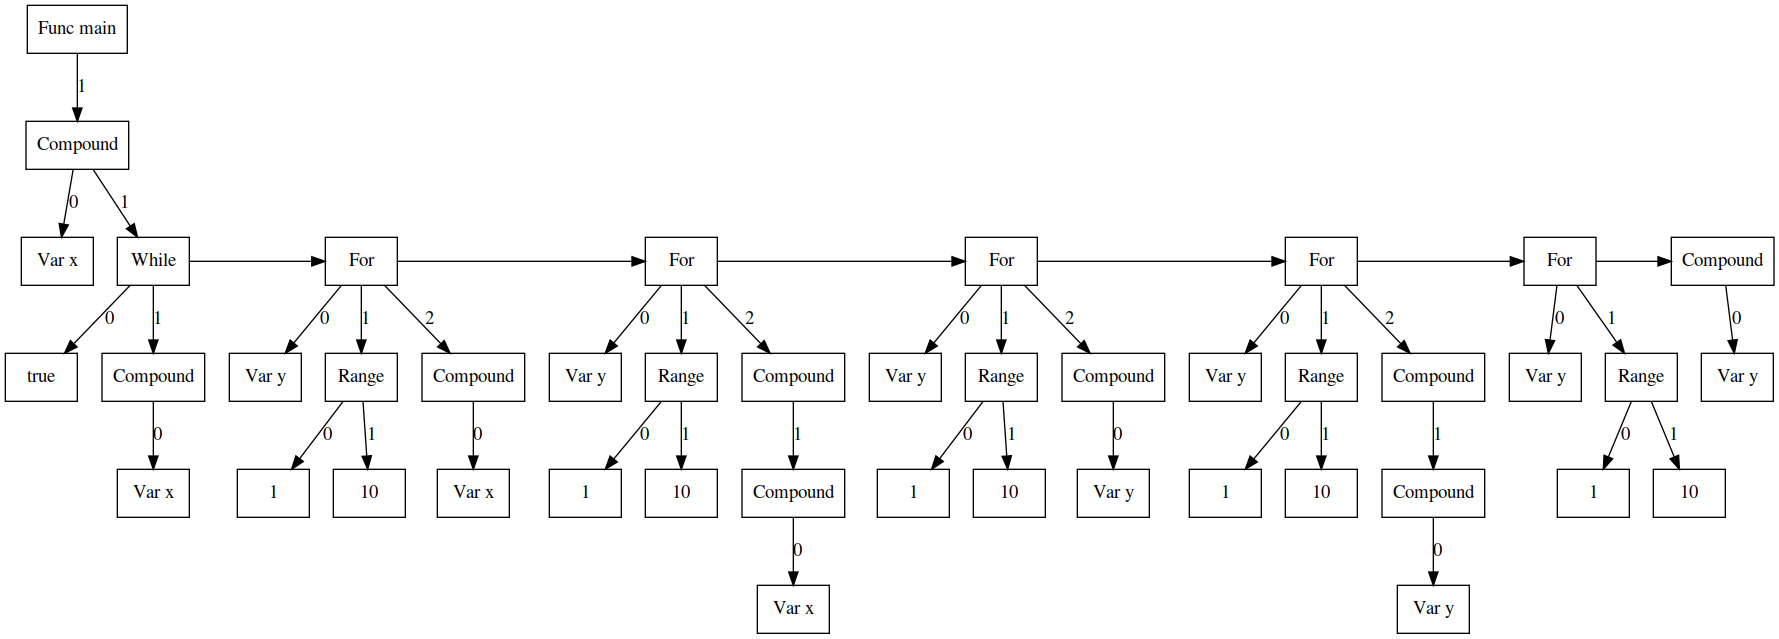 Func main
1
Compound
0 1
Var x While For For For For For Compound
0 1 0 1 2 0 1 2 0 1 2 0 1 2 0 1 0
true Compound Var y Range Compound Var y Range Compound Var y Range Compound Var y Range Compound Var y Range Var y
0 0 1 0 0 1 1 0 1 0 0 1 1 0 1
Var x 1 10 Var x 1 10 Compound 1 10 Var y 1 10 Compound 1 10
0 0
Var x Var y